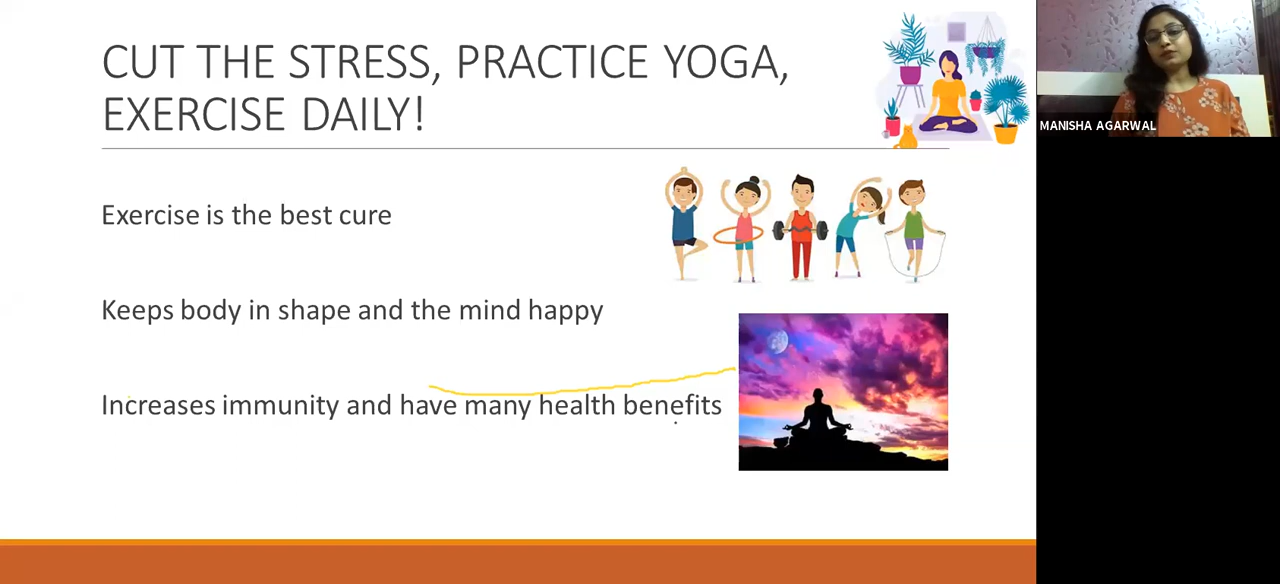 CUT THE STRESS, PRACTICE YOGA,
EXERCISE DAILY!
MANISHA AGARWAL
Exercise is the best cure
Keeps body in shape and the mind happy
Increases immunity and have many health benefits